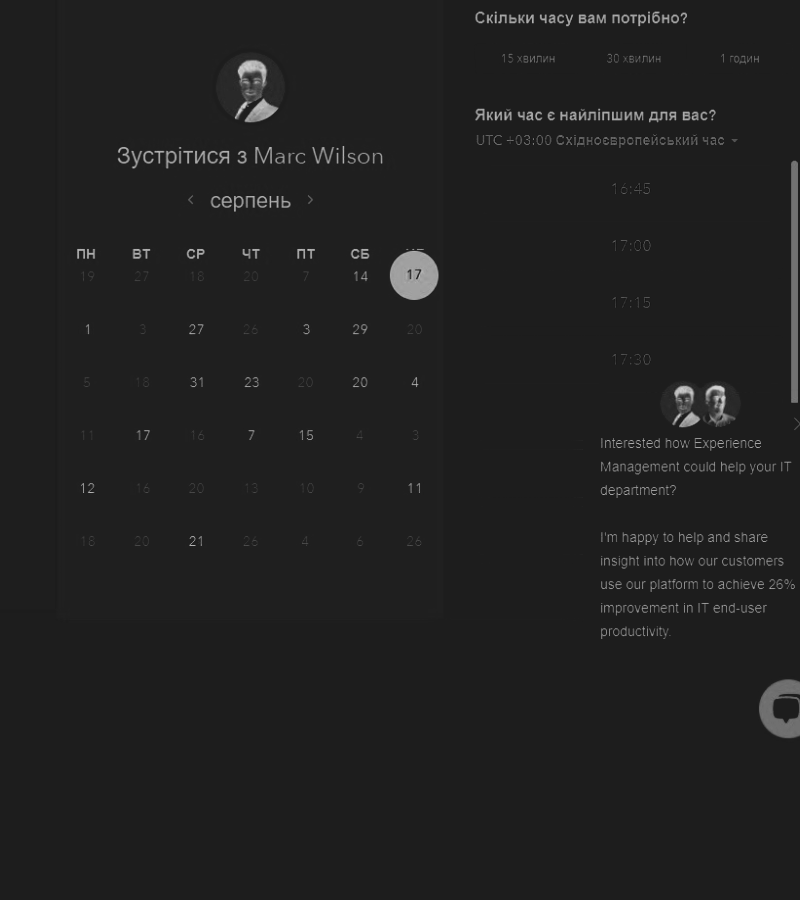 Зустрітися з Marc Wilson
серпень
ПН ВТ СР ЧТ ПТ СБ
19 27 18 20 7 14 17
1 3 27 26 3 29 20
5 18 31 23 20 20 4
11 17 16 7 15 4 3
12 16 20 13 10 9 11
18 20 21 26 4 6 26
Скільки часу вам потрібно?
15 хвилин 30 хвилин 1 годин
Який час є найліпшим для вас?
UTC +03:00 Східноєвропейський час
16:45
17:00
17:15
17:30
Interested how Experience
Management could help your IT
department?
I'm happy to help and share
insight into how our customers
use our platform to achieve 26%
improvement in IT end-user
productivity.